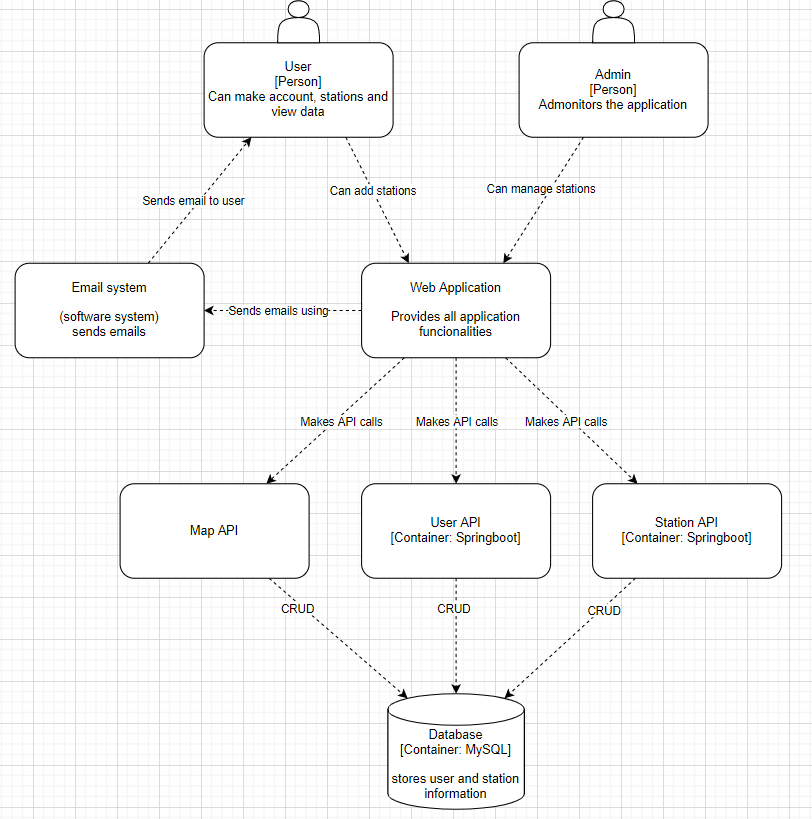 User
[Person]
Can make account, stations and
view data
Admin
[Person]
Admonitors the application
Sends email to user
Can add stations
Can manage stations
Email system
(software system)
sends emails
Sends emails using
Web Application
Provides all application
funcionalities
Makes API calls
Makes API calls
Makes API calls
Map API
User API
[Container: Springboot]
Station API
[Container: Springboot]
CRUD
CRUD
CRUD
Database
[Container: MySQL]
stores user and station
information